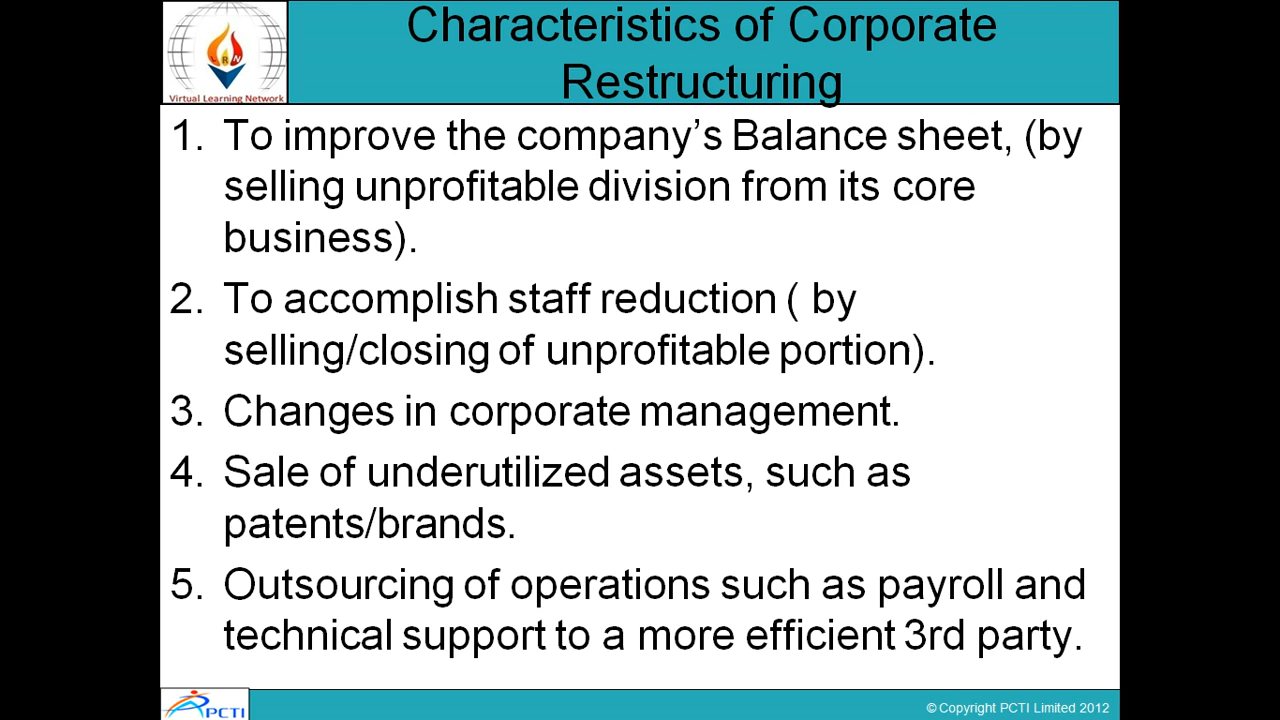 Characteristics of Corporate
Restructuring
Virtual Learning Network
1. To improve the company's Balance sheet, (by
selling unprofitable division from its core
business).
2. To accomplish staff reduction ( by
selling/closing of unprofitable portion).
3. Changes in corporate management.
4. Sale of underutilized assets, such as
patents/brands.
5. Outsourcing of operations such as payroll and
technical support to a more efficient 3rd party.
PCTI
© Copyright PCTI Limited 2012